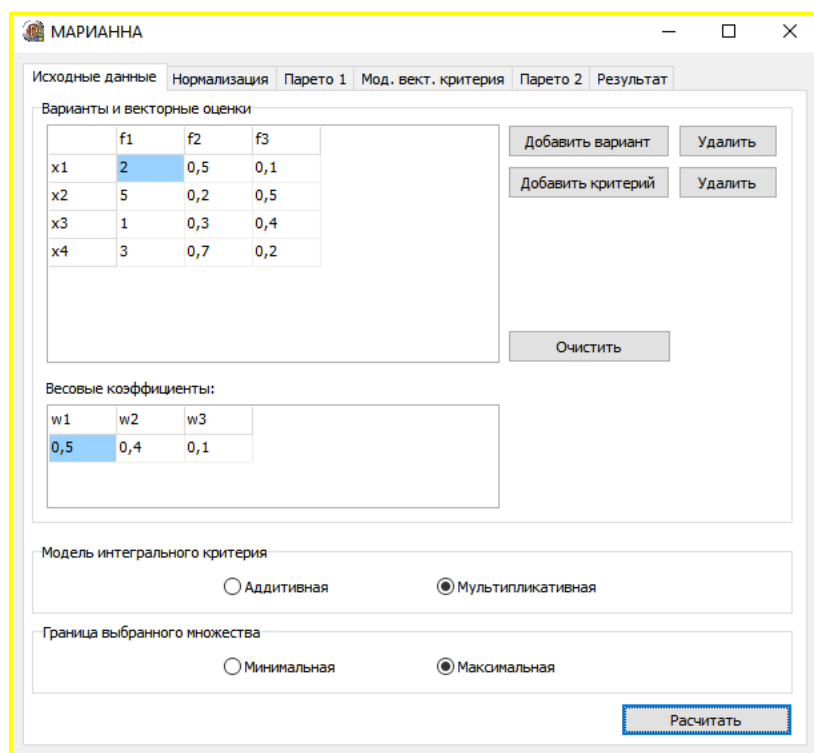 МАРИАННА
Исходные данные Нормализация Парето 1 Мод. вект. критерия Парето 2 Результат
Варианты и векторные оценки
f1 f2 f3
x1 2 0,5 0,1
x2 5 0,2 0,5
x3 1 0,3 0,4
x4 3 0,7 0,2
Добавить вариант Удалить
Добавить критерий Удалить
Очистить
Весовые коэффициенты:
w1 w2 w3
0,5 0,4 0,1
Модель интегрального критерия
Аддитивная Мультипликативная
Граница выбранного множества
Минимальная Максимальная
Расчитать